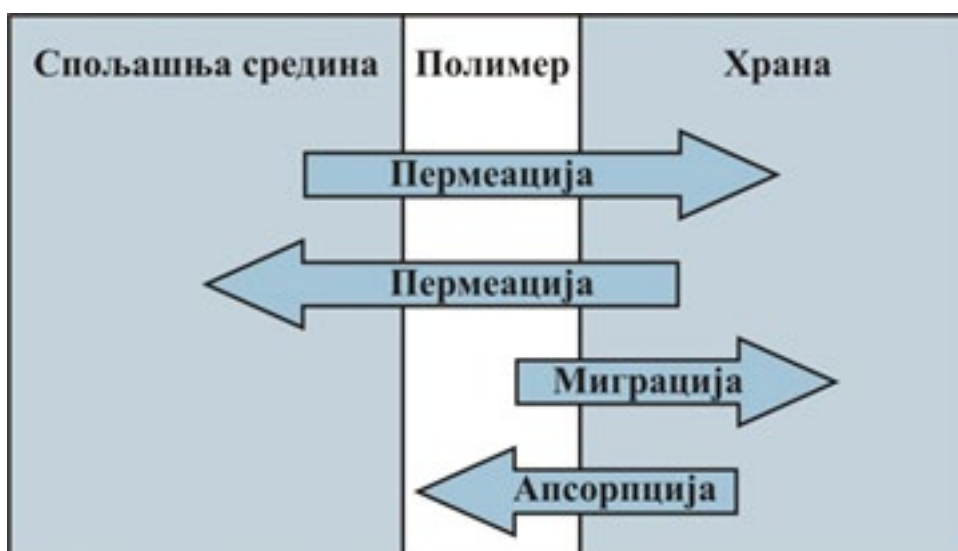 Спољашња средина
Полимер
Храна
Пермеација
Пермеација
Миграција
Апсорпција